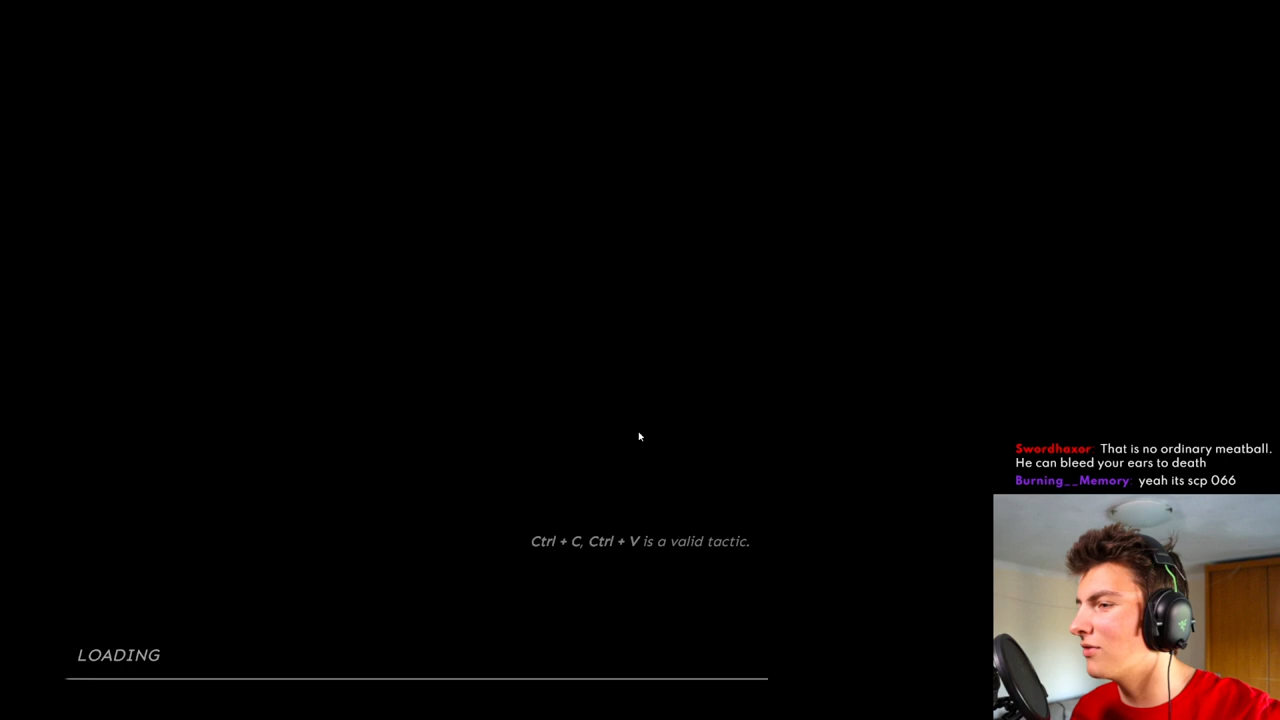 Swordhaxor: That is no ordinary meatball.
He can bleed your ears to death
Burning__Memory: yeah its scp 066
Ctrl + C, Ctrl + V is a valid tactic.
LOADING